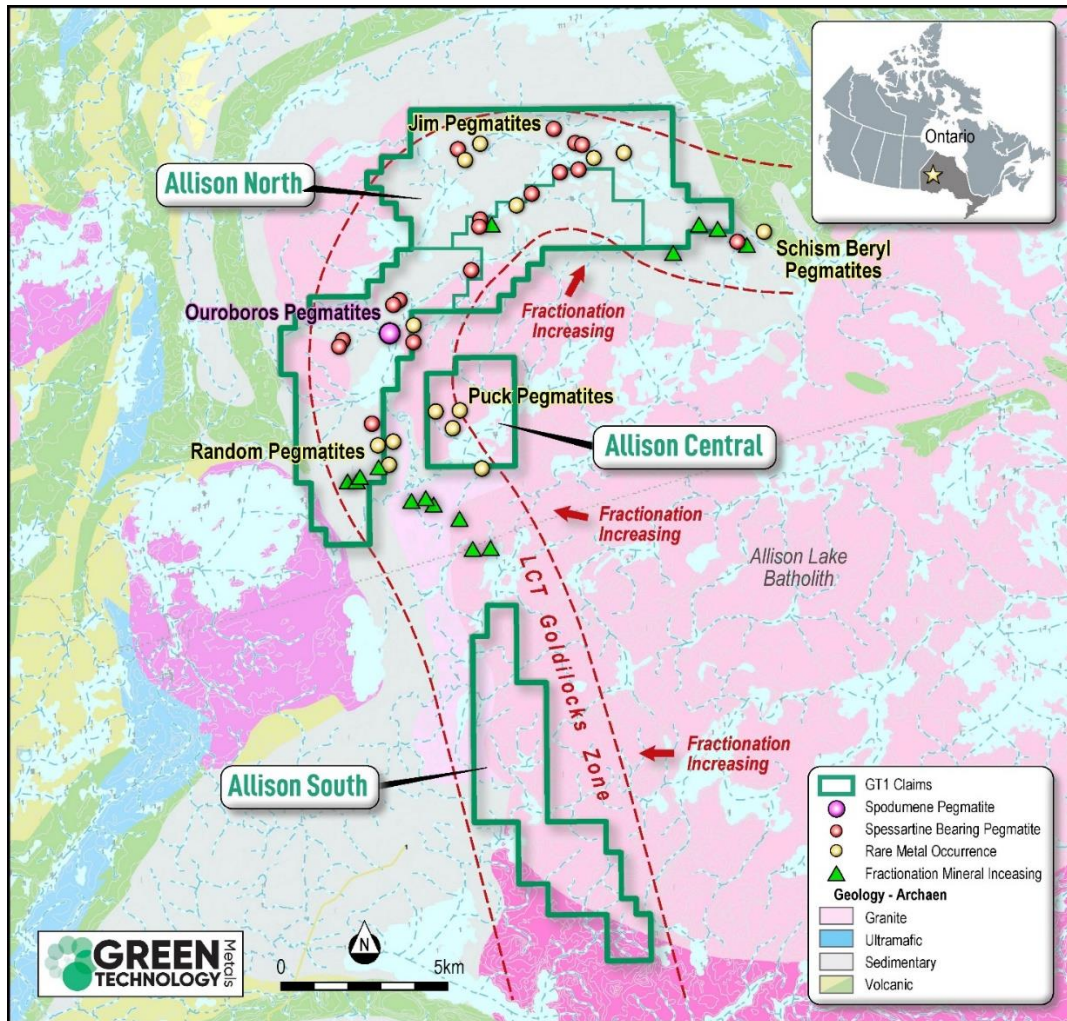 Jim Pegmatites
Allison North
Ontario
Schism Beryl
Pegmatites
Ouroboros Pegmatites
Fractionation
Increasing
Puck Pegmatites
Allison Central
Random Pegmatites
Fractionation
Increasing
LCT Goldilocks Zone
Allison Lake
Batholith
Fractionation
Increasing
Allison South
GT1 Claims
Spodumene Pegmatite
Spessartine Bearing Pegmatite
Rare Metal Occurrence
Fractionation Mineral Inceasing
Geology - Archaen
Granite
Ultramafic
Sedimentary
Volcanic
GREEN
TECHNOLOGY
Metals
N
0 5km